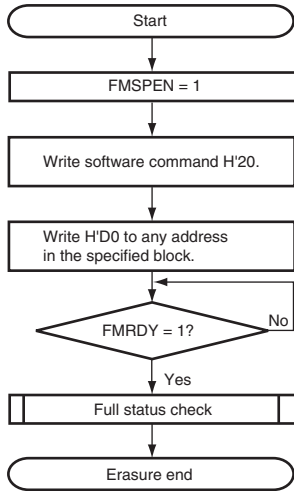 Start
FMSPEN = 1
Write software command H'20.
Write H'D0 to any address
in the specified block.
FMRDY = 1?
No
Yes
Full status check
Erasure end